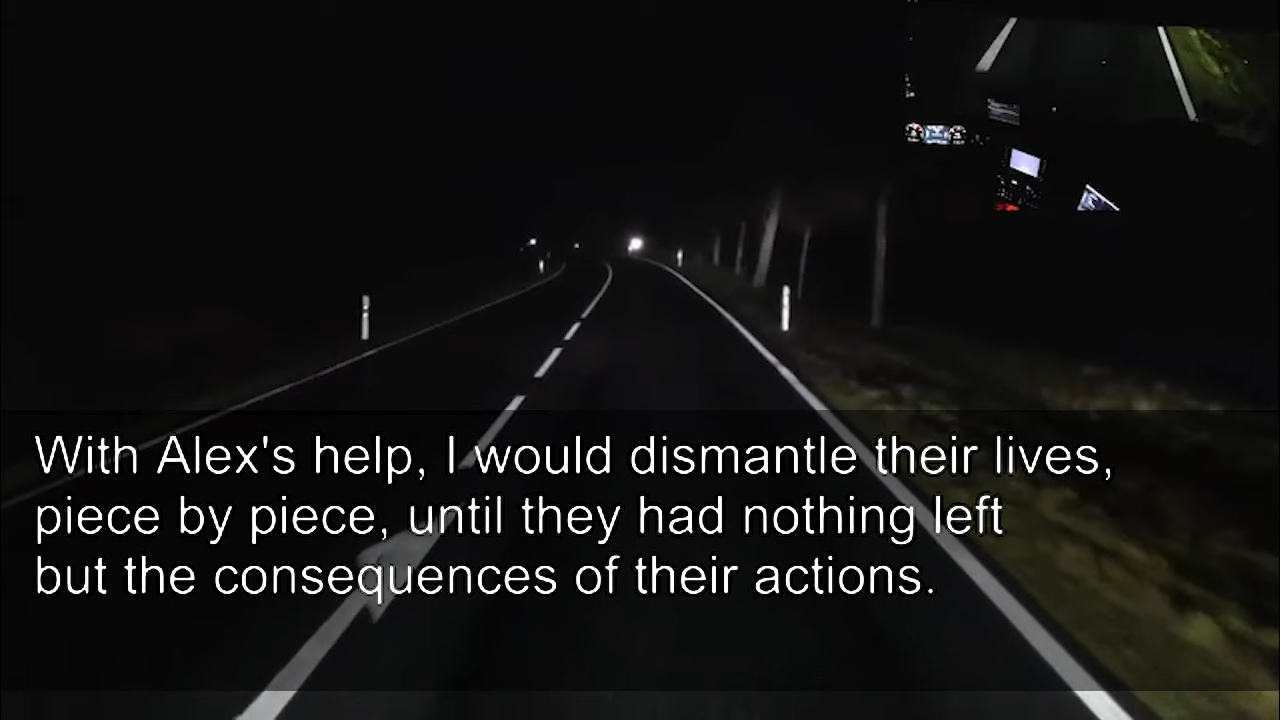 With Alex's help, I would dismantle their lives,
piece by piece, until they had nothing left
but the consequences of their actions.